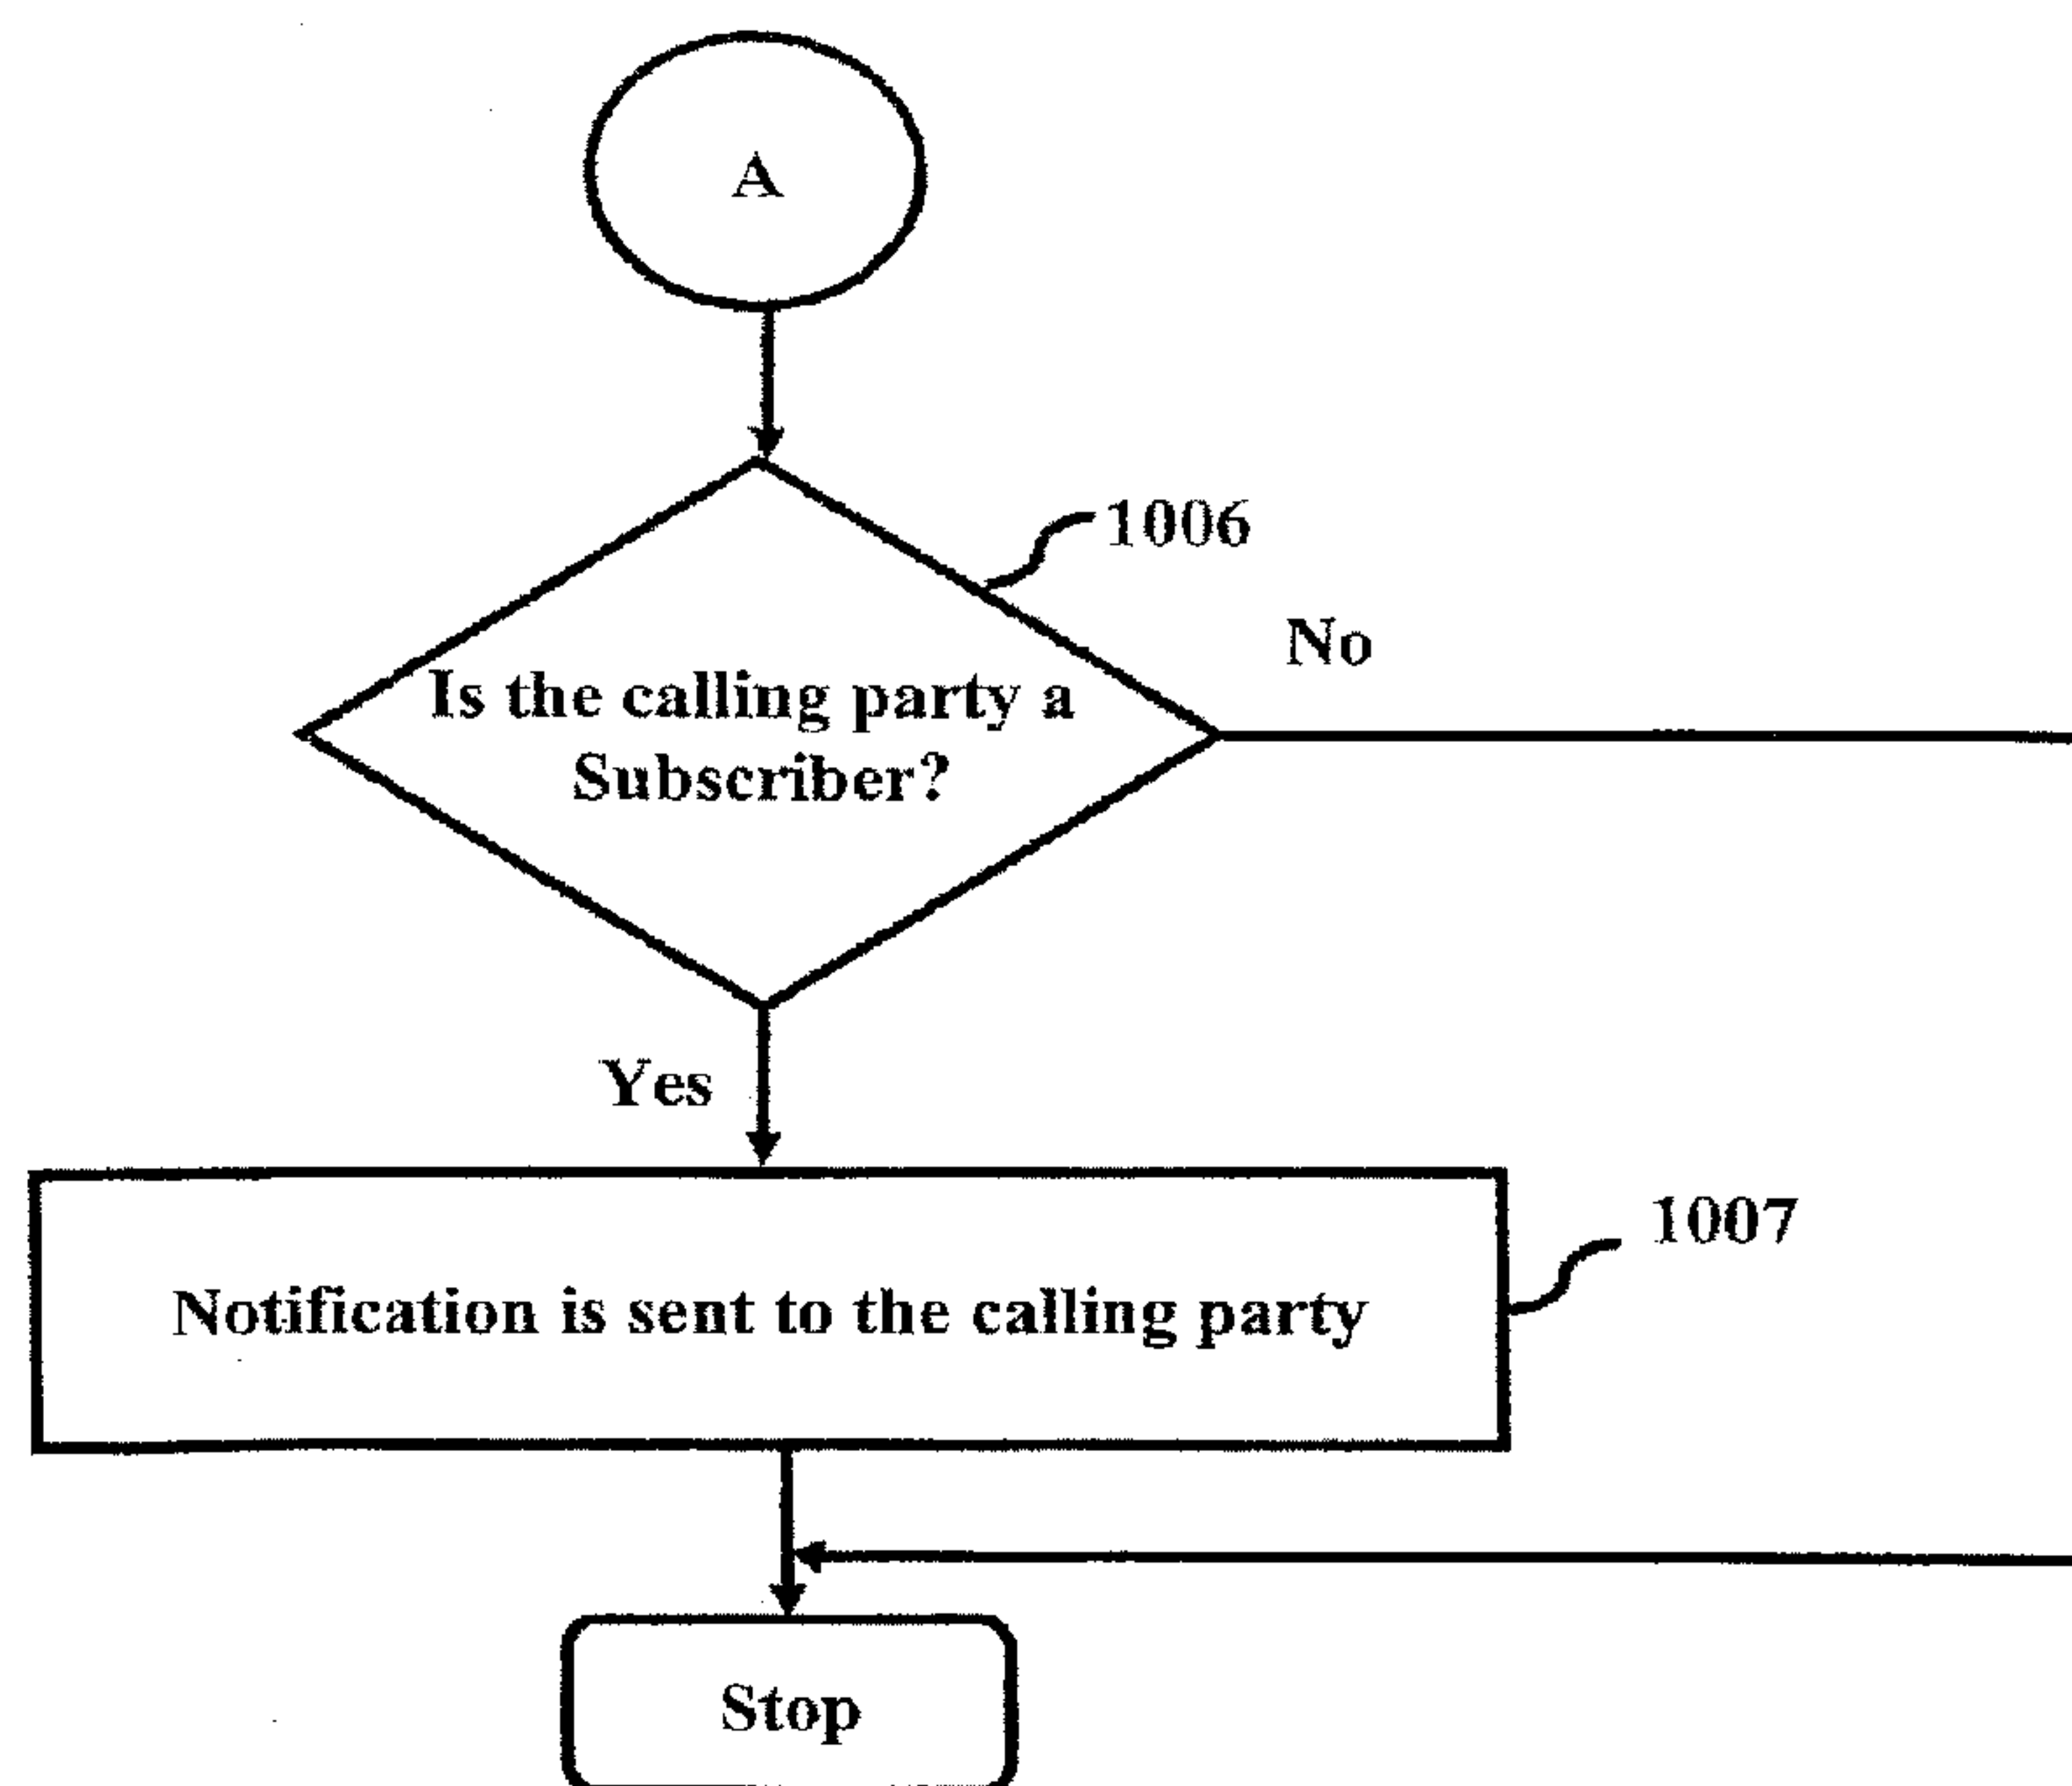 A
1006
No
Is the calling party a
Subscriber?
Yes
1007
Notification is sent to the calling party
Stop